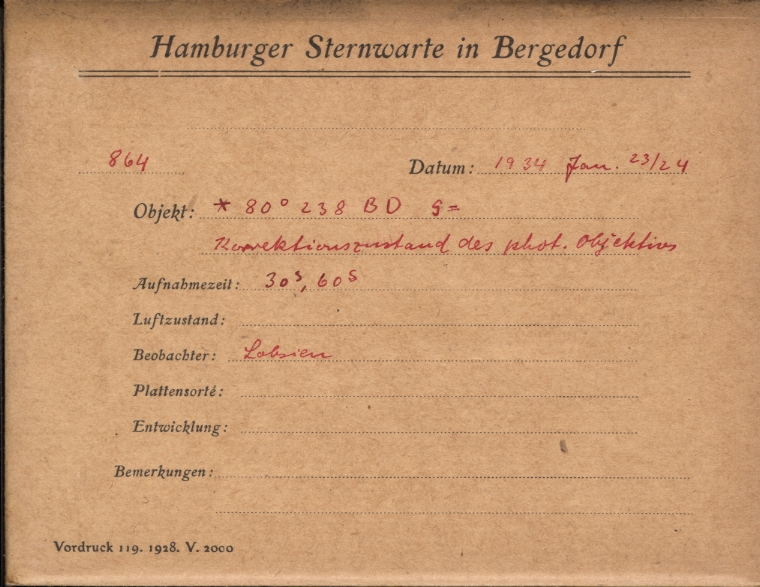 Hamburger Sternwarte in Bergedorf
864 Datum: 1934 Jan. 23/24
Objekt: * 80° 238 BD g=
Korrektionszustand des phot. Objektivs
Aufnahmezeit: 30s, 60s
Luftzustand:
Beobachter: Lobsien
Plattensorte:
Entwicklung:
Bemerkungen:
Vordruck 119. 1928. V. 2000